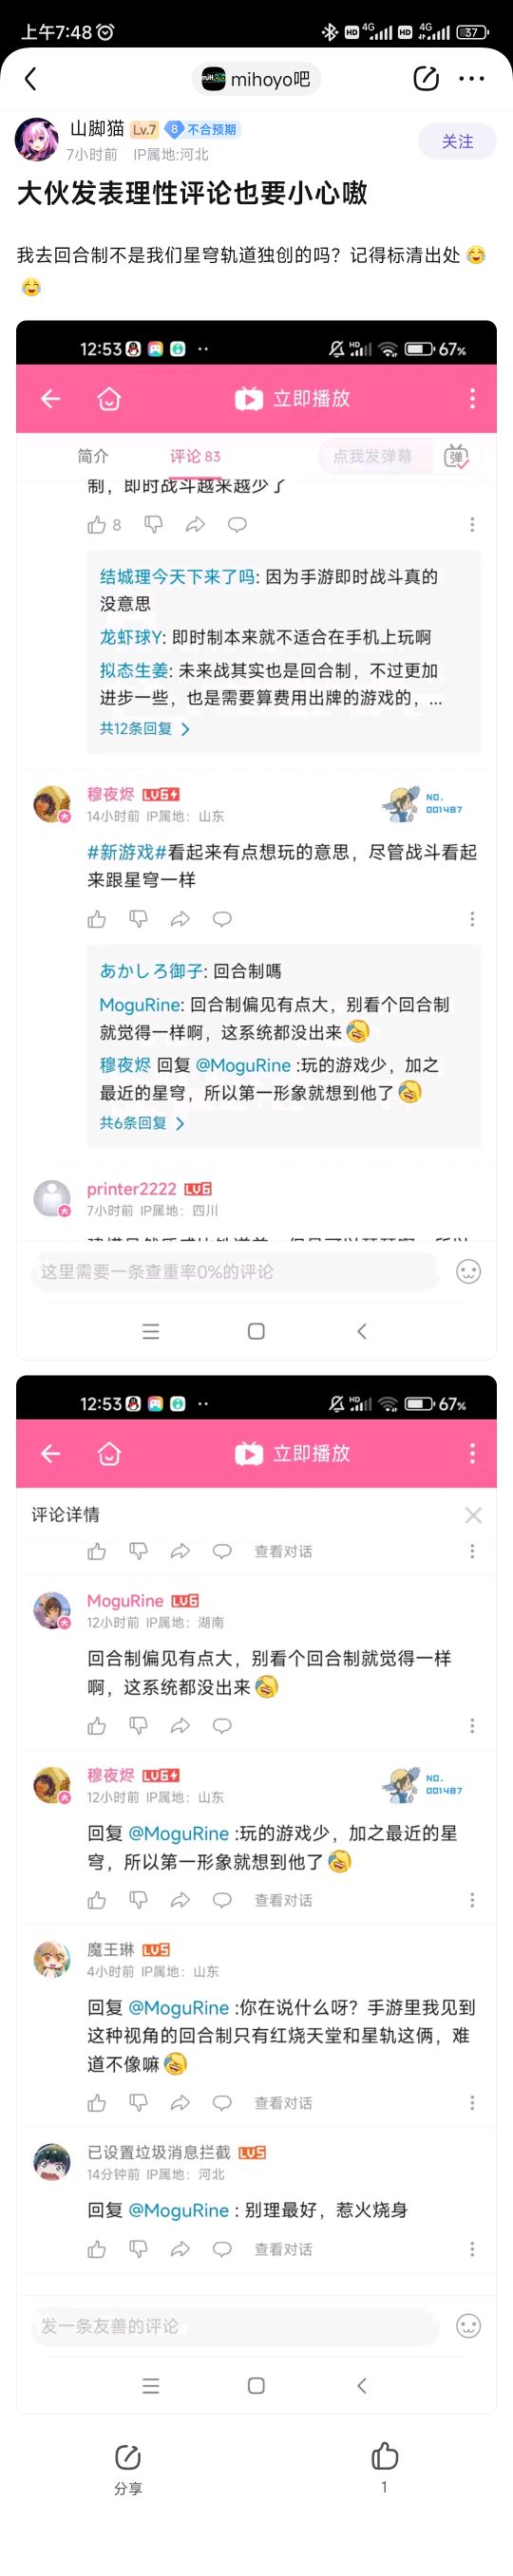 上午7:48
4G
HD
4G
HD
37
mihoyo吧
山脚猫 Lv.7 8 不合预期
7小时前 IP属地:河北
关注
大伙发表理性评论也要小心嗷
我去回合制不是我们星穹轨道独创的吗？记得标清出处😂
😂
12:53 HD 67%
立即播放
简介 评论 83 点我发弹幕 弹
制，即时战斗越来越少了
8
结城理今天下来了吗: 因为手游即时战斗真的
没意思
龙虾球Y: 即时制本来就不适合在手机上玩啊
拟态生姜: 未来战其实也是回合制，不过更加
进步一些，也是需要算费用出牌的游戏的，...
共12条回复 >
穆夜烬 LV6
14小时前 IP属地：山东
NO.
001487
#新游戏#看起来有点想玩的意思，尽管战斗看起
来跟星穹一样
あかしろ御子: 回合制嗎
MoguRine: 回合制偏见有点大，别看个回合制
就觉得一样啊，这系统都没出来
穆夜烬 回复 @MoguRine :玩的游戏少，加之
最近的星穹，所以第一形象就想到他了
共6条回复 >
printer2222 LV6
7小时前 IP属地：四川
这里需要一条查重率0%的评论
12:53 HD 67%
立即播放
评论详情
查看对话
MoguRine LV6
12小时前 IP属地：湖南
回合制偏见有点大，别看个回合制就觉得一样
啊，这系统都没出来
穆夜烬 LV6
12小时前 IP属地：山东
NO.
001487
回复 @MoguRine :玩的游戏少，加之最近的星
穹，所以第一形象就想到他了
查看对话
魔王琳 LV5
4小时前 IP属地：山东
回复 @MoguRine :你在说什么呀？手游里我见到
这种视角的回合制只有红烧天堂和星轨这俩，难
道不像嘛
查看对话
已设置垃圾消息拦截 LV5
14分钟前 IP属地：河北
回复 @MoguRine : 别理最好，惹火烧身
查看对话
发一条友善的评论
分享
1